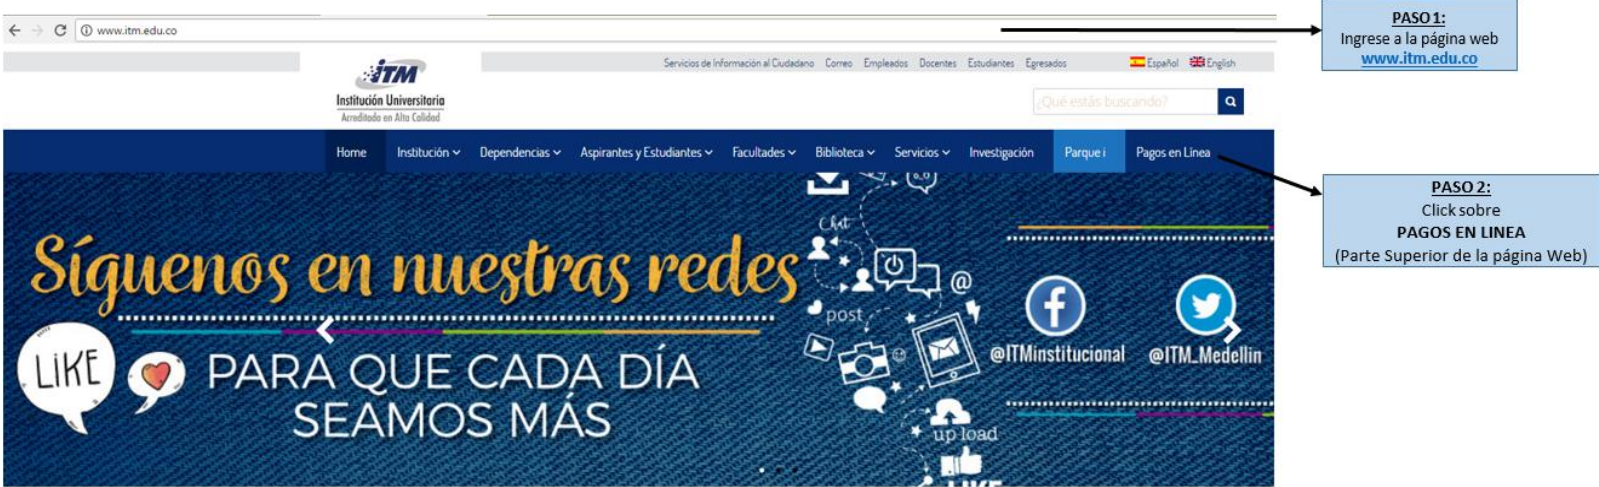 www.itm.edu.co
PASO 1:
Ingrese a la página web
www.itm.edu.co
Servicios de Información al Ciudadano Correo Empleados Docentes Estudiantes Egresados Español English
iTM
Institución Universitaria
Acreditada en Alta Calidad
¿Qué estás buscando?
Home Institución Dependencias Aspirantes y Estudiantes Facultades Biblioteca Servicios Investigación Parque i Pagos en Linea
PASO 2:
Click sobre
PAGOS EN LINEA
(Parte Superior de la página Web)
Síguenos en nuestras redes
Chat
@
post
LIKE
PARA QUE CADA DÍA
SEAMOS MÁS
@ITMinstitucional @ITM_Medellin
up load
LIKE